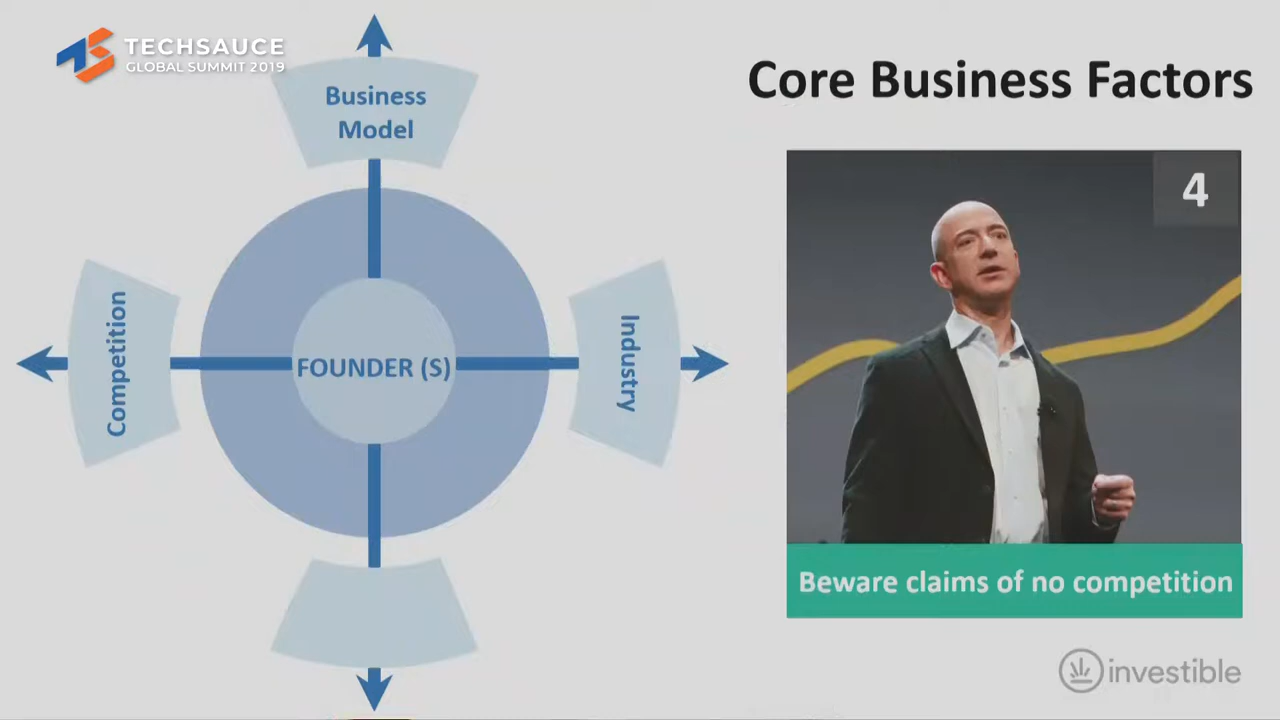 TECHSAUCE
GLOBAL SUMMIT 2019
Core Business Factors
Business
Model
Competition
FOUNDER (S)
Industry
4
Beware claims of no competition
investible